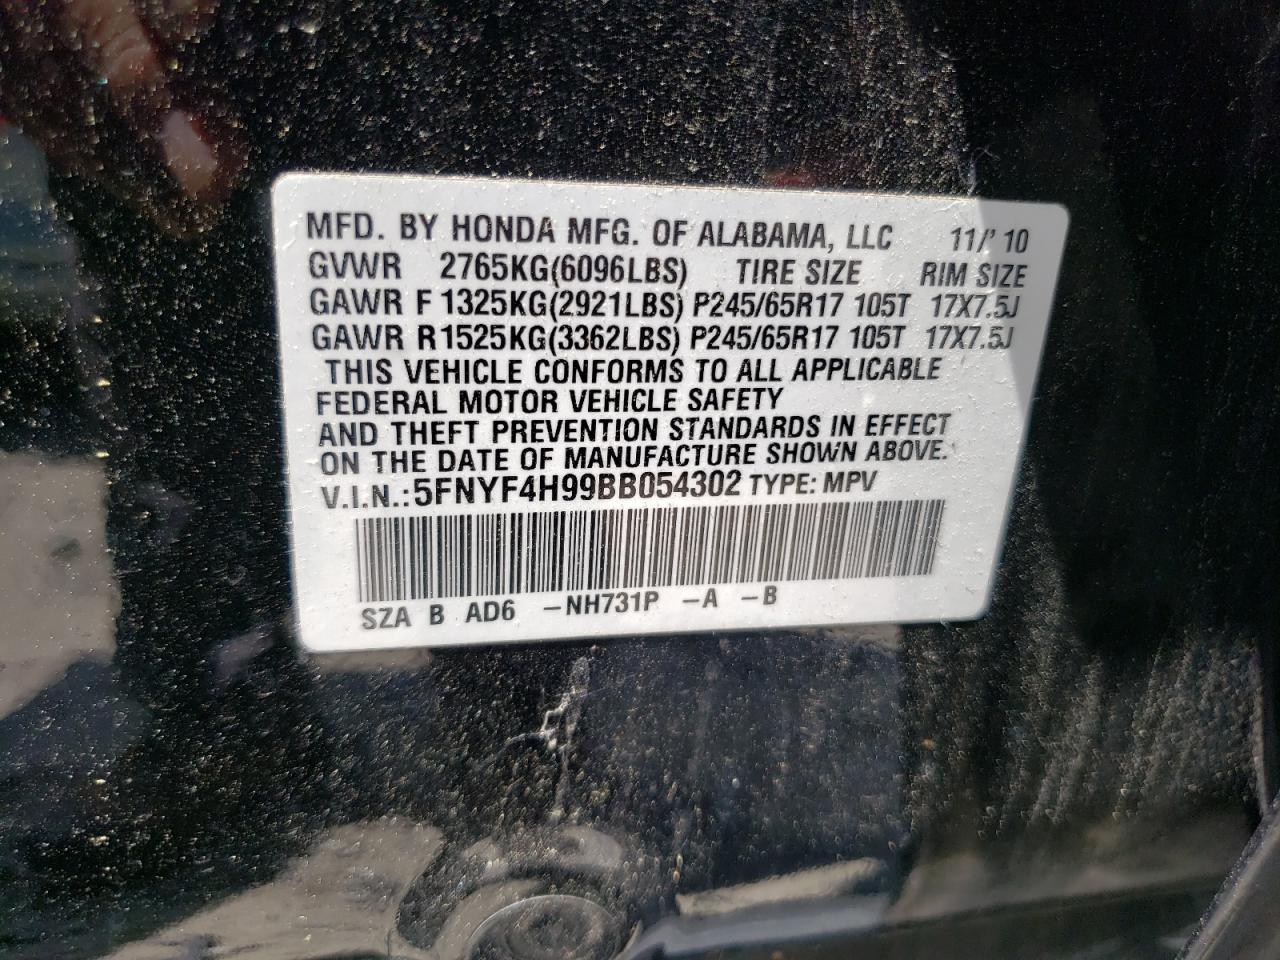 MFD. BY HONDA MFG. OF ALABAMA, LLC 11/'10
GVWR 2765KG(6096LBS) TIRE SIZE RIM SIZE
GAWR F 1325KG(2921LBS) P245/65R17 105T 17X7.5J
GAWR R 1525KG(3362LBS) P245/65R17 105T 17X7.5J
THIS VEHICLE CONFORMS TO ALL APPLICABLE
FEDERAL MOTOR VEHICLE SAFETY
AND THEFT PREVENTION STANDARDS IN EFFECT
ON THE DATE OF MANUFACTURE SHOWN ABOVE.
V.I.N.: 5FNYF4H99BB054302 TYPE: MPV
SZA B AD6 -NH731P -A -B